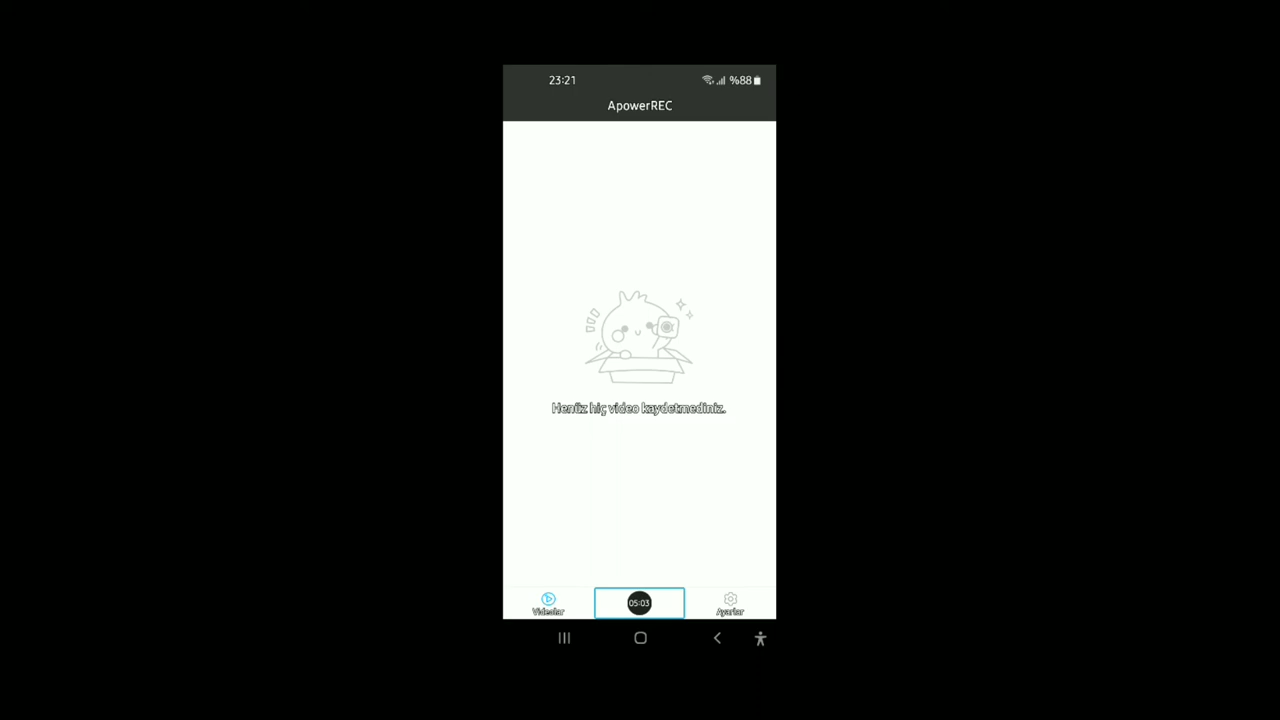 23:21
%88
ApowerREC
Henüz hiç video kaydetmediniz.
Videolar
05:03
Ayarlar